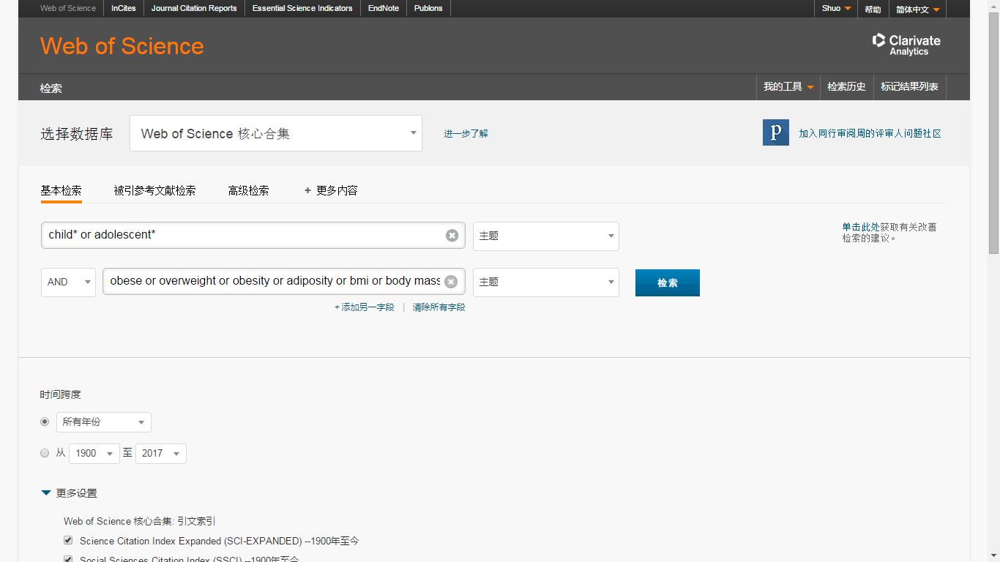 Web of Science InCites Journal Citation Reports Essential Science Indicators EndNote Publons Shuo 帮助 简体中文
Web of Science
Clarivate
Analytics
检索 我的工具 检索历史 标记结果列表
选择数据库 Web of Science 核心合集 进一步了解 p 加入同行审阅周的评审人问题社区
基本检索 被引参考文献检索 高级检索 + 更多内容
child* or adolescent* 主题 单击此处获取有关改善
检索的建议。
AND obese or overweight or obesity or adiposity or bmi or body mass 主题 检索
+ 添加另一字段 | 清除所有字段
时间跨度
所有年份
从 1900 至 2017
更多设置
Web of Science 核心合集: 引文索引
Science Citation Index Expanded (SCI-EXPANDED) --1900年至今
Social Sciences Citation Index (SSCI) --1900年至今